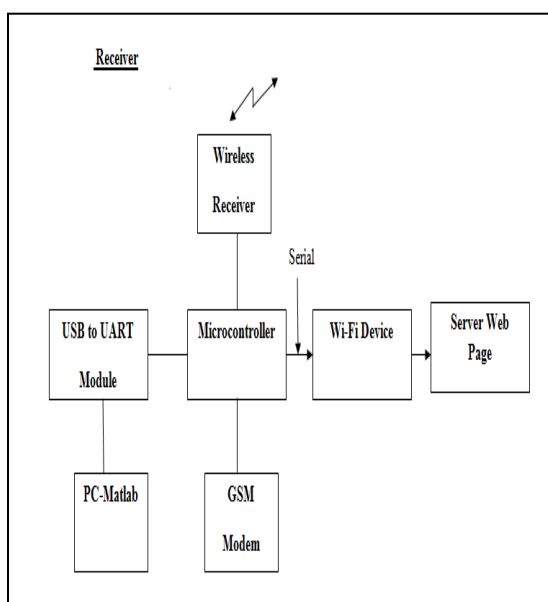 Receiver
Wireless
Receiver
Serial
USB to UART
Module
Microcontroller
Wi-Fi Device
Server Web
Page
PC-Matlab
GSM
Modem